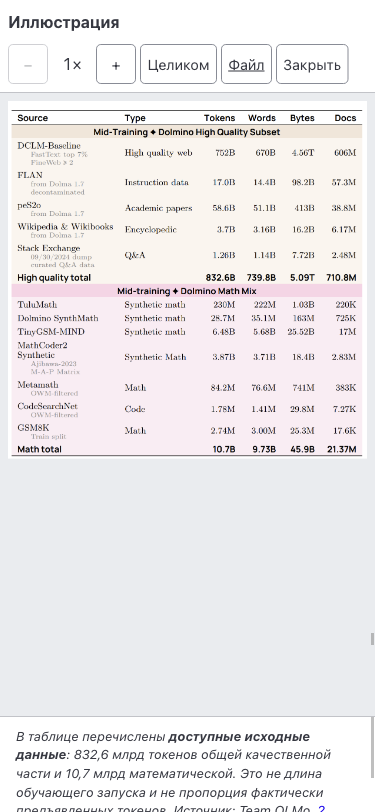 Иллюстрация
− 1× + Целиком Файл Закрыть
Source Type Tokens Words Bytes Docs
Mid-Training ✦ Dolmino High Quality Subset
DCLM-Baseline
FastText top 7%
FineWeb ≥ 2
High quality web 752B 670B 4.56T 606M
FLAN
from Dolma 1.7
decontaminated
Instruction data 17.0B 14.4B 98.2B 57.3M
peS2o
from Dolma 1.7
Academic papers 58.6B 51.1B 413B 38.8M
Wikipedia & Wikibooks
from Dolma 1.7
Encyclopedic 3.7B 3.16B 16.2B 6.17M
Stack Exchange
09/30/2024 dump
curated Q&A data
Q&A 1.26B 1.14B 7.72B 2.48M
High quality total 832.6B 739.8B 5.09T 710.8M
Mid-training ✦ Dolmino Math Mix
TuluMath Synthetic math 230M 222M 1.03B 220K
Dolmino SynthMath Synthetic math 28.7M 35.1M 163M 725K
TinyGSM-MIND Synthetic math 6.48B 5.68B 25.52B 17M
MathCoder2
Synthetic
Ajibawa-2023
M-A-P Matrix
Synthetic Math 3.87B 3.71B 18.4B 2.83M
Metamath
OWM-filtered
Math 84.2M 76.6M 741M 383K
CodeSearchNet
OWM-filtered
Code 1.78M 1.41M 29.8M 7.27K
GSM8K
Train split
Math 2.74M 3.00M 25.3M 17.6K
Math total 10.7B 9.73B 45.9B 21.37M
В таблице перечислены доступные исходные
данные: 832,6 млрд токенов общей качественной
части и 10,7 млрд математической. Это не длина
обучающего запуска и не пропорция фактически
предъявленных токенов. Источник: Team OLMo, 2